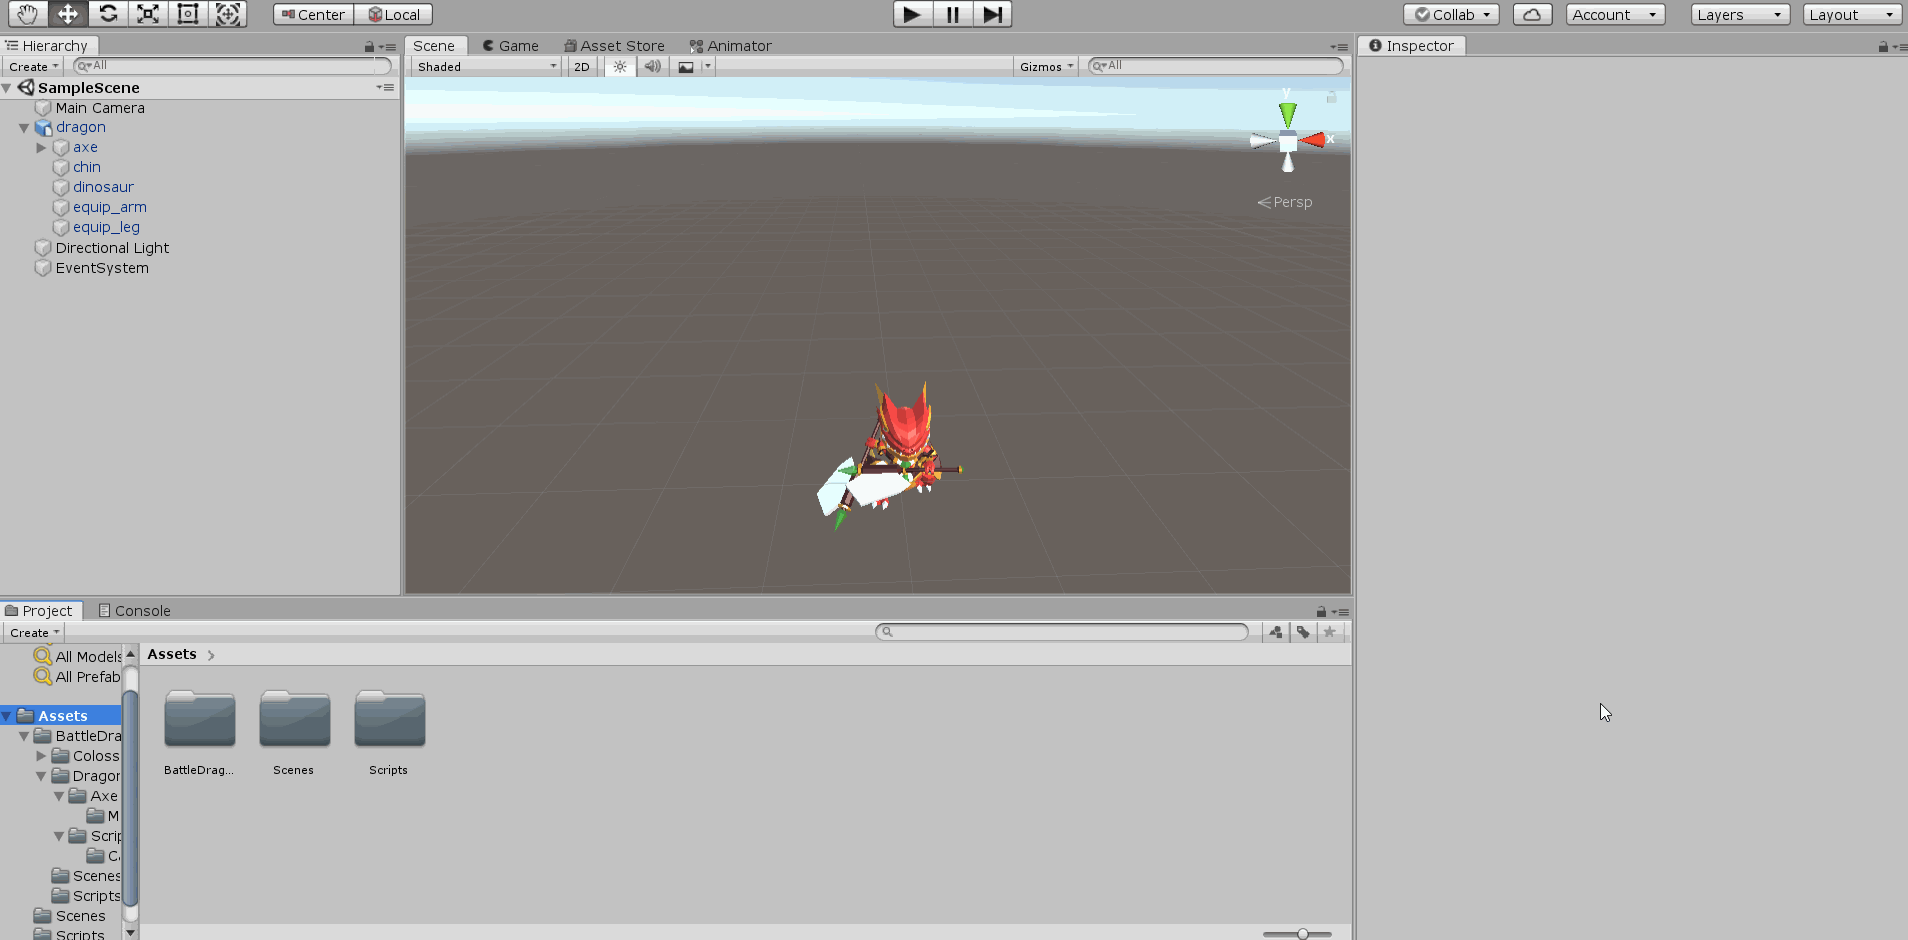 Center
Local
Collab
Account
Layers
Layout
Hierarchy
Create
All
SampleScene
Main Camera
dragon
axe
chin
dinosaur
equip_arm
equip_leg
Directional Light
EventSystem
Scene
Game
Asset Store
Animator
Shaded
2D
Gizmos
All
y
x
Persp
Inspector
Project
Console
Create
All Models
All Prefab
Assets
BattleDra
Coloss
Dragon
Axe
M
Scrip
C
Scenes
Scripts
Scenes
Scripts
Assets
BattleDrag...
Scenes
Scripts